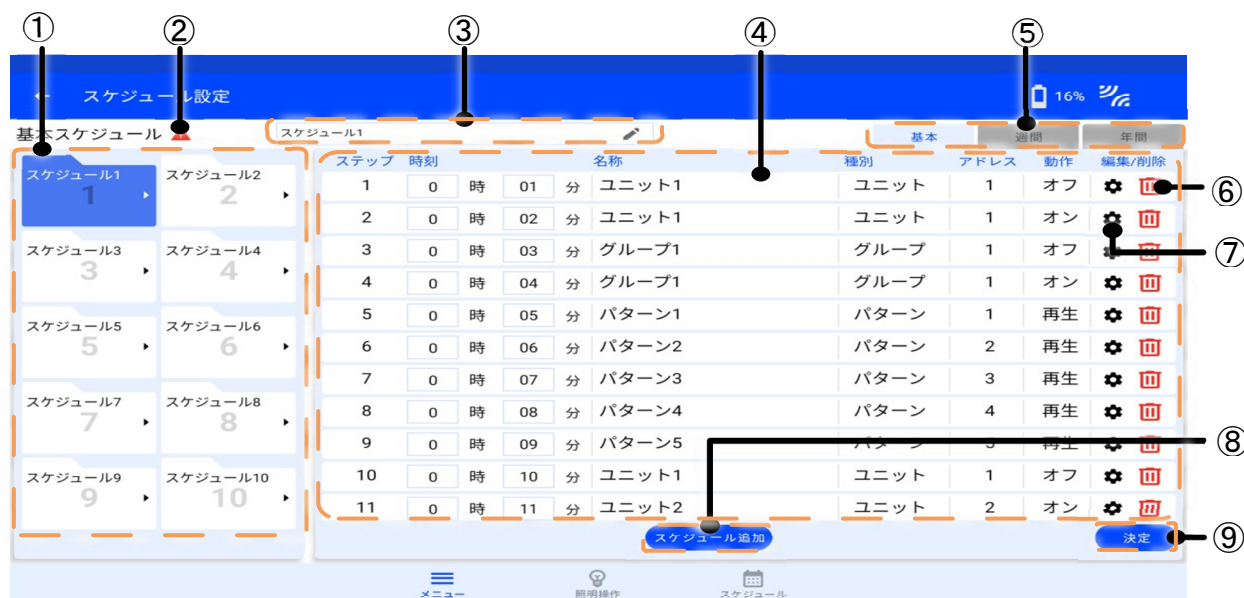 ① ② ③ ④ ⑤
← スケジュール設定 16%
基本スケジュール スケジュール1 基本 週間 年間
スケジュール1 1 スケジュール2 2
スケジュール3 3 スケジュール4 4
スケジュール5 5 スケジュール6 6
スケジュール7 7 スケジュール8 8
スケジュール9 9 スケジュール10 10
ステップ 時刻 名称 種別 アドレス 動作 編集/削除
1 0 時 01 分 ユニット1 ユニット 1 オフ ⑥
2 0 時 02 分 ユニット1 ユニット 1 オン
3 0 時 03 分 グループ1 グループ 1 オフ ⑦
4 0 時 04 分 グループ1 グループ 1 オン
5 0 時 05 分 パターン1 パターン 1 再生
6 0 時 06 分 パターン2 パターン 2 再生
7 0 時 07 分 パターン3 パターン 3 再生
8 0 時 08 分 パターン4 パターン 4 再生
9 0 時 09 分 パターン5 パターン 5 再生 ⑧
10 0 時 10 分 ユニット1 ユニット 1 オフ
11 0 時 11 分 ユニット2 ユニット 2 オン
スケジュール追加 決定 ⑨
メニュー 照明操作 スケジュール